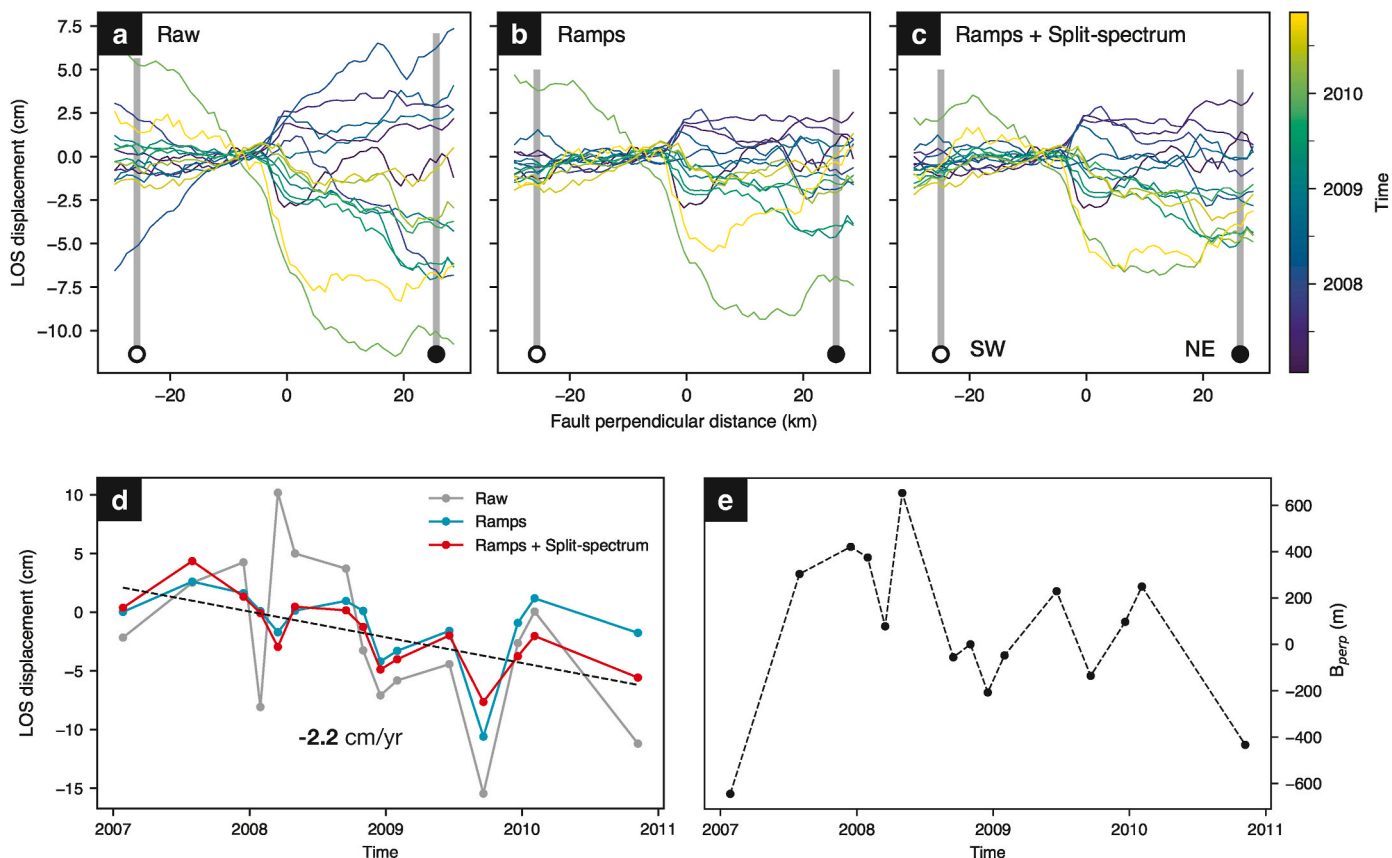 a Raw
b Ramps
c Ramps + Split-spectrum
7.5
5.0
2.5
0.0
−2.5
−5.0
−7.5
−10.0
LOS displacement (cm)
SW NE
−20 0 20
−20 0 20
−20 0 20
Fault perpendicular distance (km)
2010
2009
2008
Time
d
10
5
0
−5
−10
−15
LOS displacement (cm)
Raw
Ramps
Ramps + Split-spectrum
-2.2 cm/yr
2007 2008 2009 2010 2011
Time
e
600
400
200
0
−200
−400
−600
Bperp (m)
2007 2008 2009 2010 2011
Time